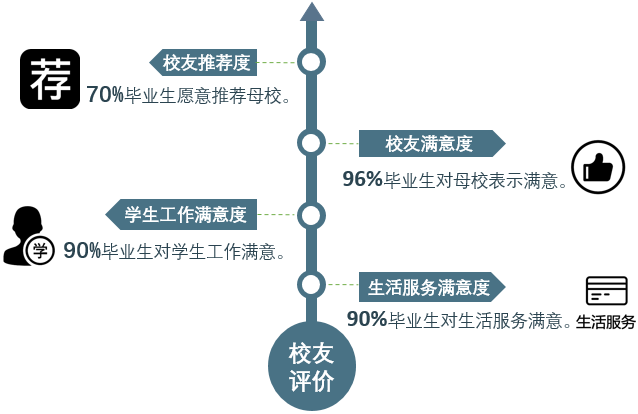 校友推荐度
荐
70%毕业生愿意推荐母校。
校友满意度
96%毕业生对母校表示满意。
学生工作满意度
学
90%毕业生对学生工作满意。
生活服务满意度
90%毕业生对生活服务满意。
生活服务
校友
评价